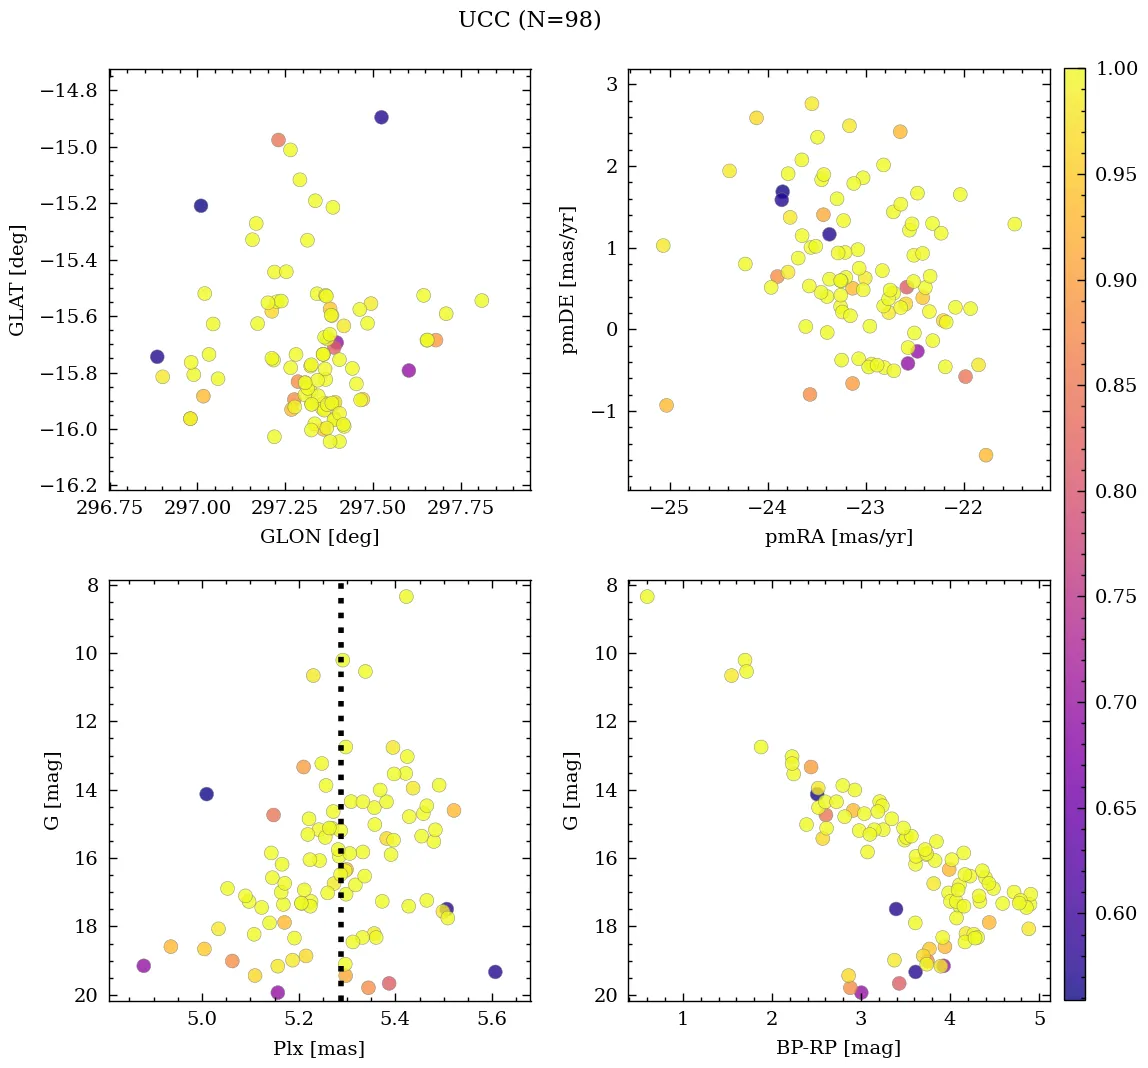 UCC (N=98)
−14.8
−15.0
−15.2
−15.4
−15.6
−15.8
−16.0
−16.2
GLAT [deg]
296.75 297.00 297.25 297.50 297.75
GLON [deg]
3
2
1
0
−1
pmDE [mas/yr]
−25 −24 −23 −22
pmRA [mas/yr]
8
10
12
14
16
18
20
G [mag]
5.0 5.2 5.4 5.6
Plx [mas]
8
10
12
14
16
18
20
G [mag]
1 2 3 4 5
BP-RP [mag]
1.00
0.95
0.90
0.85
0.80
0.75
0.70
0.65
0.60